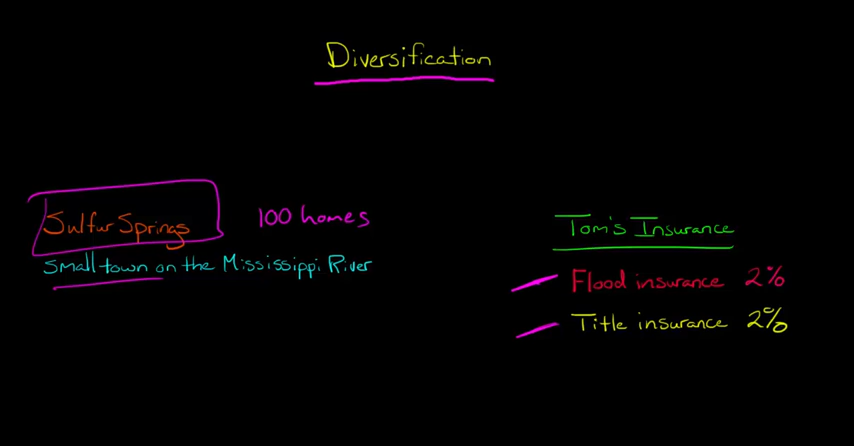 Diversification
Sulfur Springs 100 homes
Small town on the Mississippi River
Tom's Insurance
Flood insurance 2%
Title insurance 2%